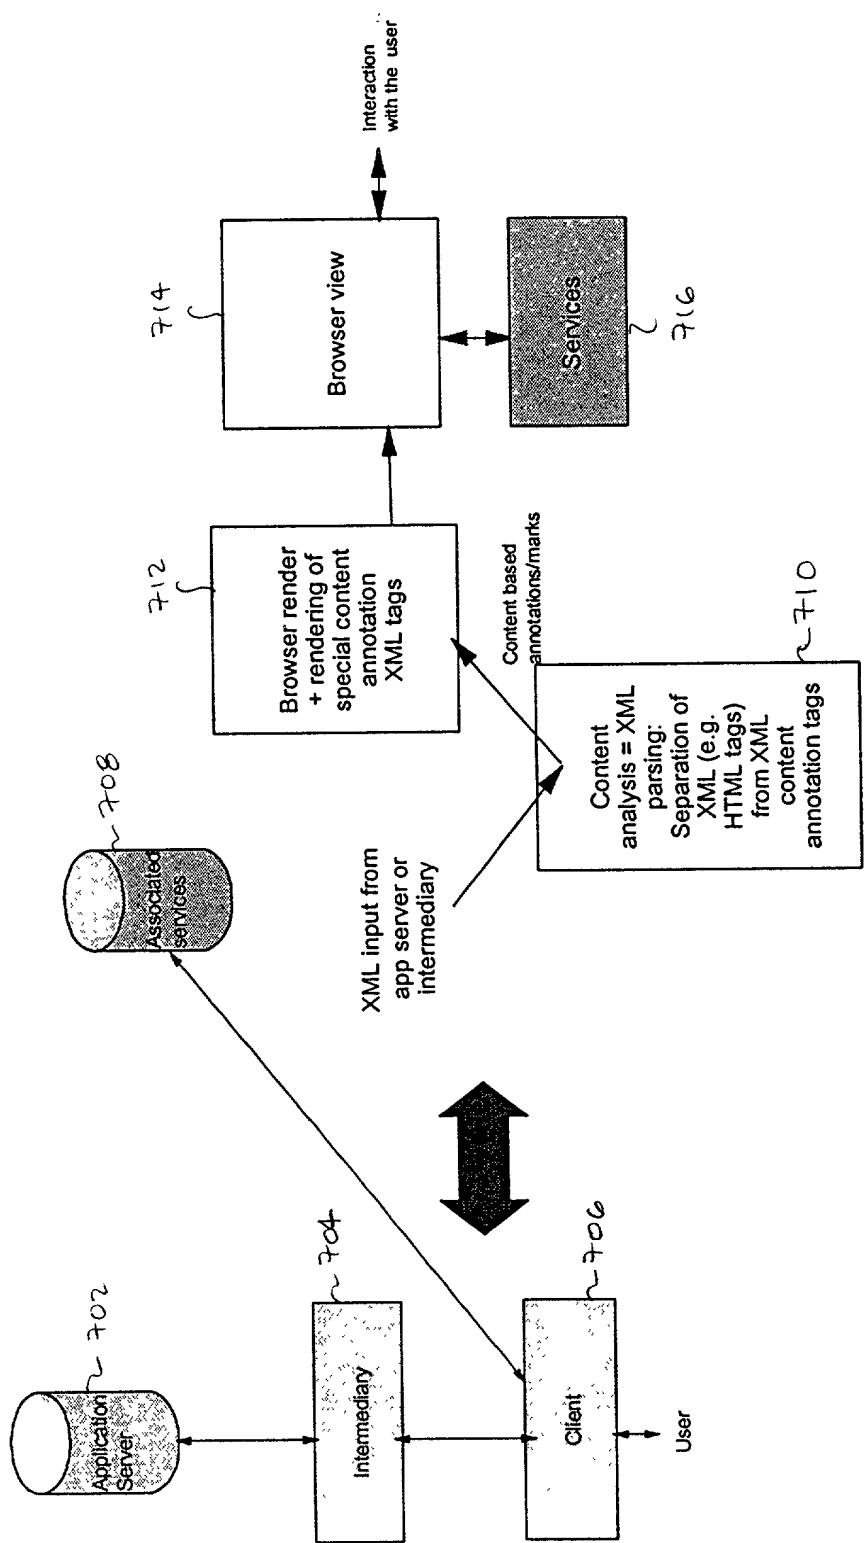 Application
Server
702
Intermediary
704
Client
706
User
Associated
services
708
XML input from
app server or
intermediary
Content
analysis = XML
parsing:
Separation of
XML (e.g.
HTML tags)
from XML
content
annotation tags
710
Content based
annotations/marks
Browser render
+ rendering of
special content
annotation
XML tags
712
Browser view
714
Services
716
Interaction
with the user